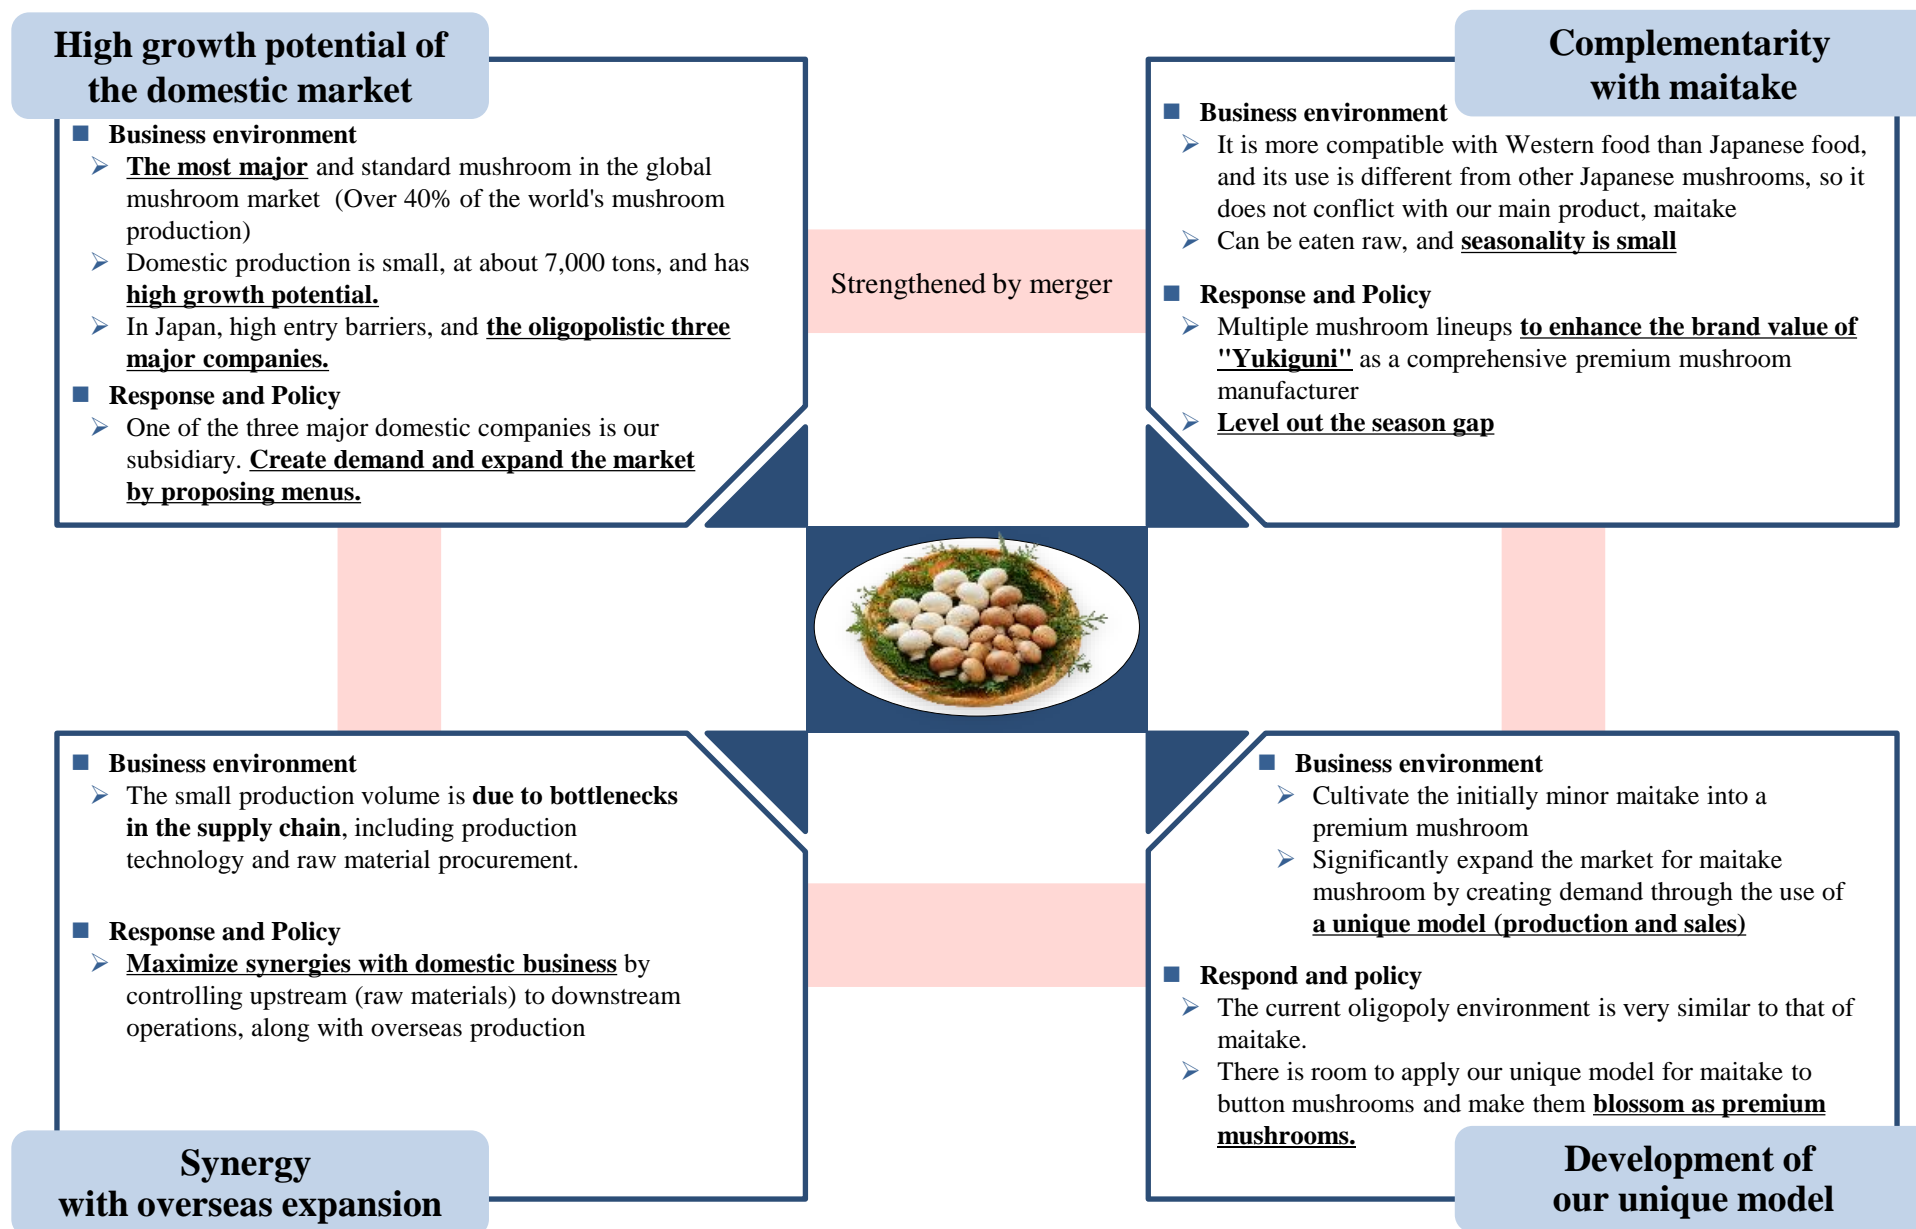 High growth potential of
the domestic market
Business environment
The most major and standard mushroom in the global
mushroom market (Over 40% of the world's mushroom
production)
Domestic production is small, at about 7,000 tons, and has
high growth potential.
In Japan, high entry barriers, and the oligopolistic three
major companies.
Response and Policy
One of the three major domestic companies is our
subsidiary. Create demand and expand the market
by proposing menus.
Strengthened by merger
Complementarity
with maitake
Business environment
It is more compatible with Western food than Japanese food,
and its use is different from other Japanese mushrooms, so it
does not conflict with our main product, maitake
Can be eaten raw, and seasonality is small
Response and Policy
Multiple mushroom lineups to enhance the brand value of
"Yukiguni" as a comprehensive premium mushroom
manufacturer
Level out the season gap
Business environment
The small production volume is due to bottlenecks
in the supply chain, including production
technology and raw material procurement.
Response and Policy
Maximize synergies with domestic business by
controlling upstream (raw materials) to downstream
operations, along with overseas production
Synergy
with overseas expansion
Business environment
Cultivate the initially minor maitake into a
premium mushroom
Significantly expand the market for maitake
mushroom by creating demand through the use of
a unique model (production and sales)
Respond and policy
The current oligopoly environment is very similar to that of
maitake.
There is room to apply our unique model for maitake to
button mushrooms and make them blossom as premium
mushrooms.
Development of
our unique model